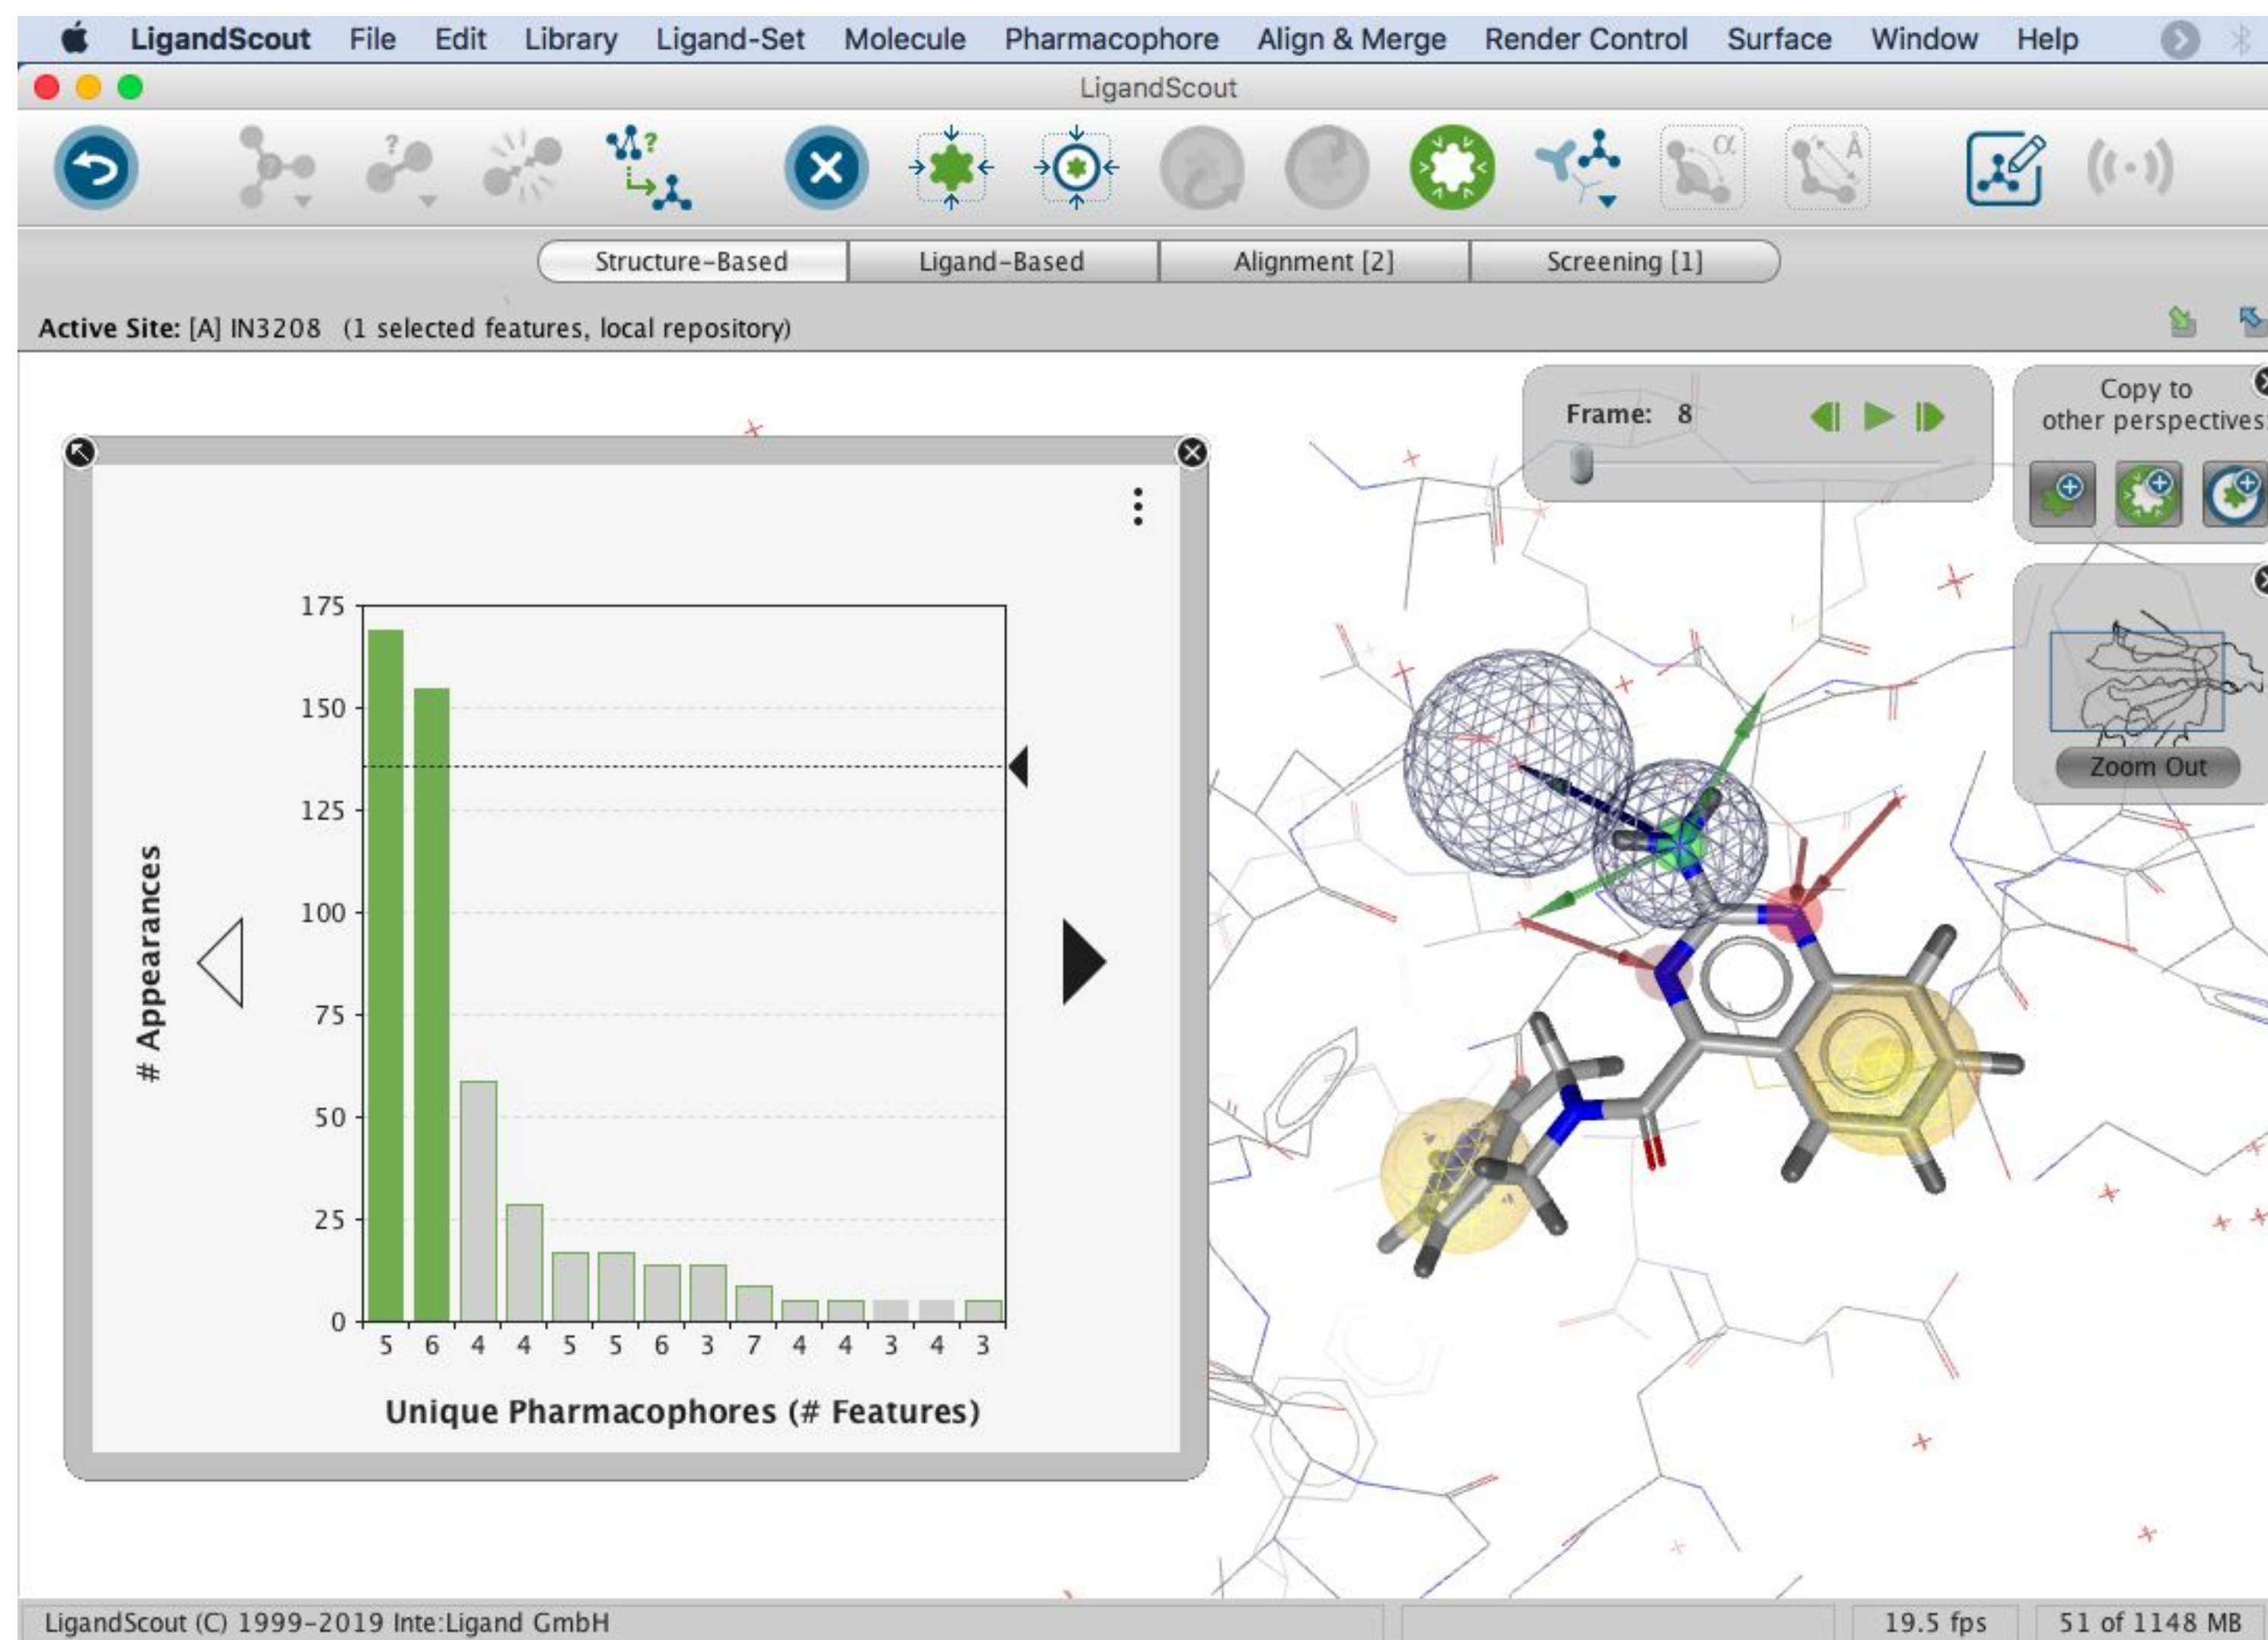 LigandScout File Edit Library Ligand-Set Molecule Pharmacophore Align & Merge Render Control Surface Window Help
LigandScout
? ? ? α Å
Structure-Based Ligand-Based Alignment [2] Screening [1]
Active Site: [A] IN3208 (1 selected features, local repository)
Frame: 8
Copy to
other perspectives:
Zoom Out
# Appearances
175
150
125
100
75
50
25
0
5 6 4 4 5 5 6 3 7 4 4 3 4 3
Unique Pharmacophores (# Features)
LigandScout (C) 1999-2019 Inte:Ligand GmbH 19.5 fps 51 of 1148 MB